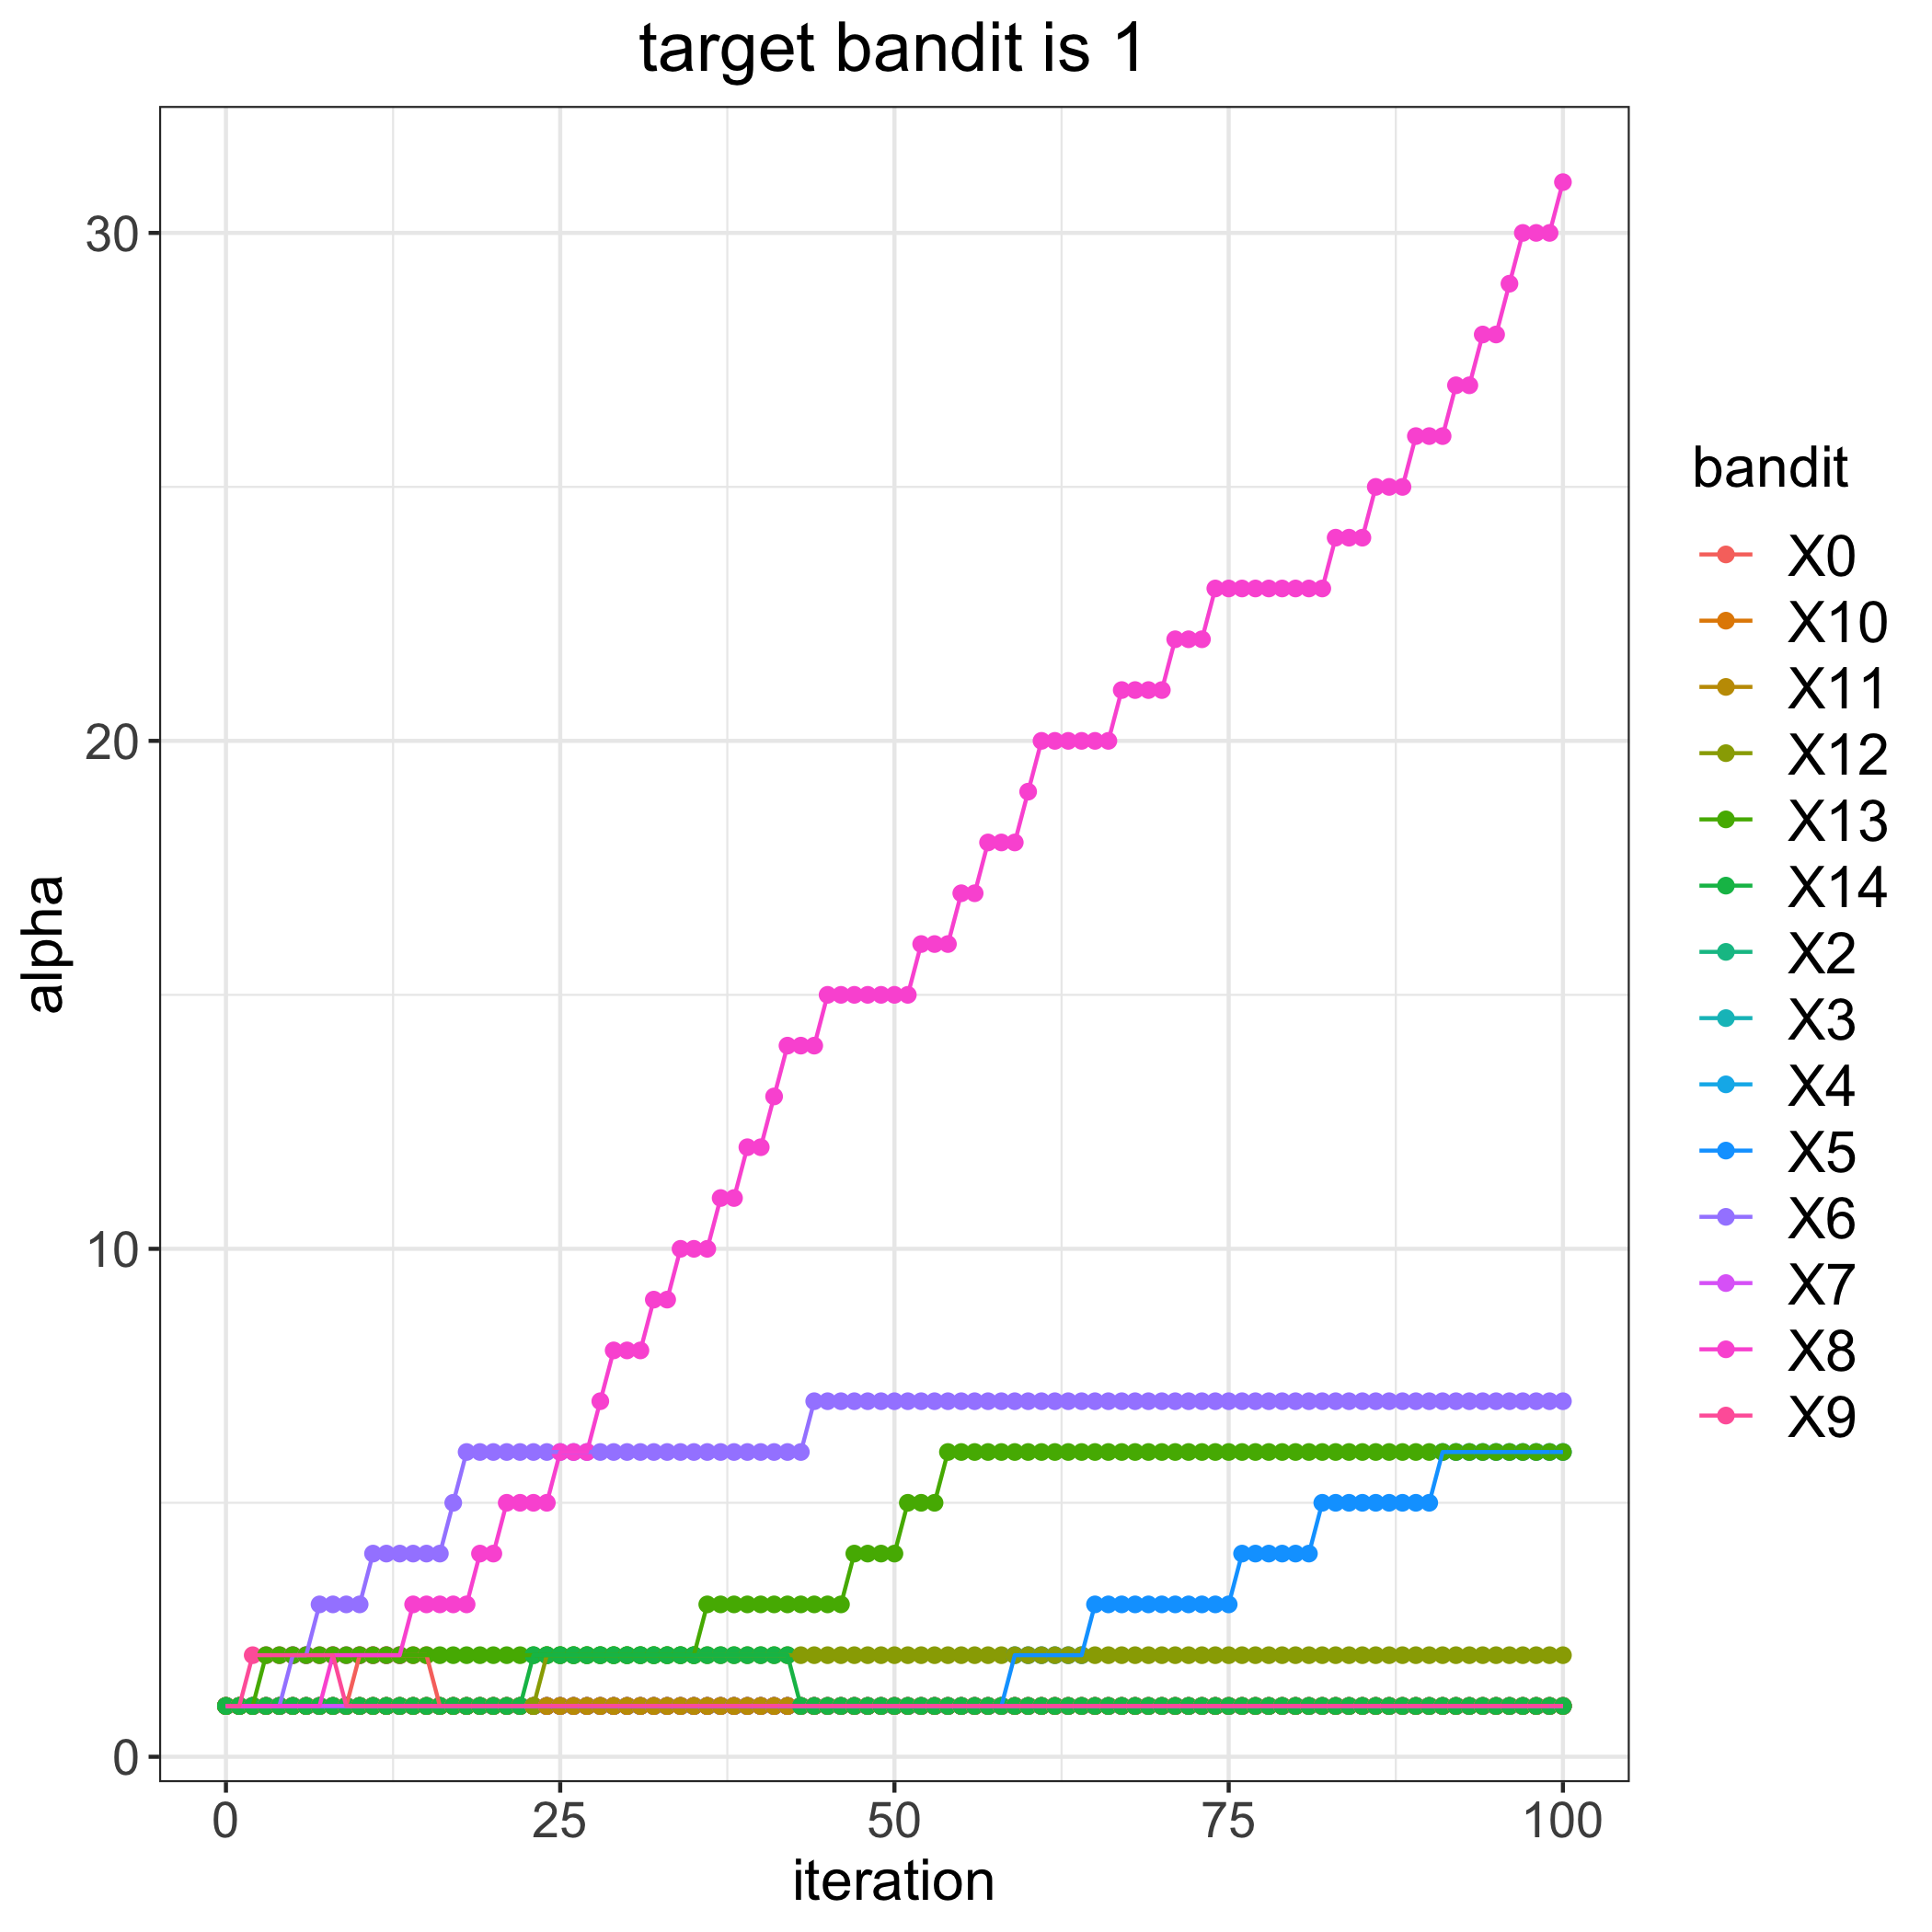 target bandit is 1
30
20
10
0
alpha
0 25 50 75 100
iteration
bandit
X0
X10
X11
X12
X13
X14
X2
X3
X4
X5
X6
X7
X8
X9